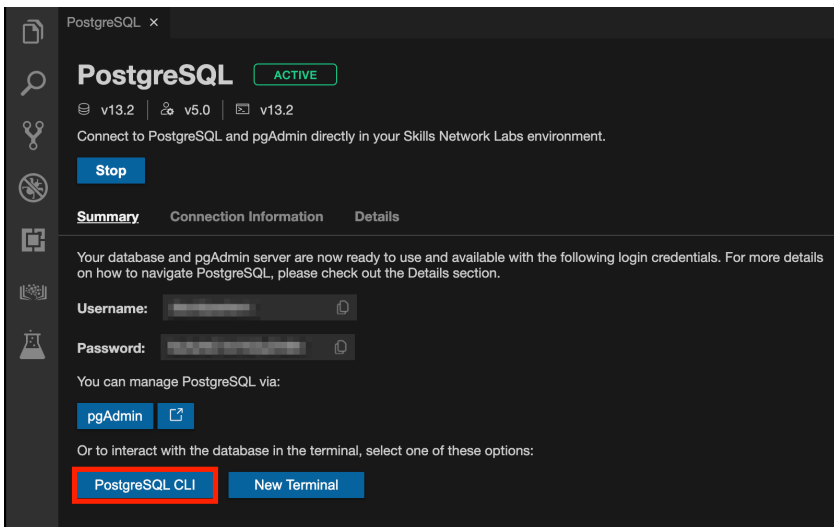 PostgreSQL ×
PostgreSQL ACTIVE
v13.2 v5.0 v13.2
Connect to PostgreSQL and pgAdmin directly in your Skills Network Labs environment.
Stop
Summary Connection Information Details
Your database and pgAdmin server are now ready to use and available with the following login credentials. For more details
on how to navigate PostgreSQL, please check out the Details section.
Username:
Password:
You can manage PostgreSQL via:
pgAdmin
Or to interact with the database in the terminal, select one of these options:
PostgreSQL CLI New Terminal